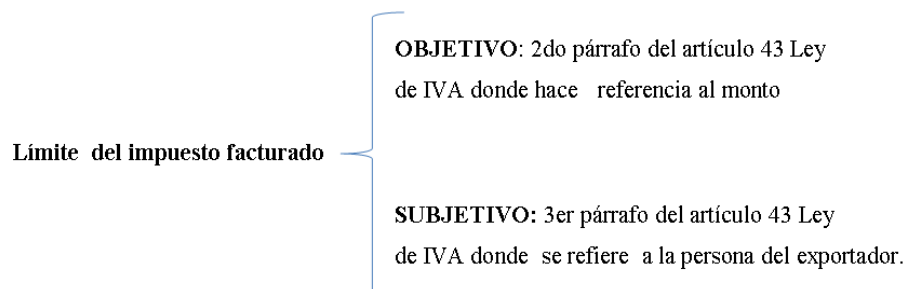 OBJETIVO: 2do párrafo del artículo 43 Ley
de IVA donde hace referencia al monto
Límite del impuesto facturado
SUBJETIVO: 3er párrafo del artículo 43 Ley
de IVA donde se refiere a la persona del exportador.